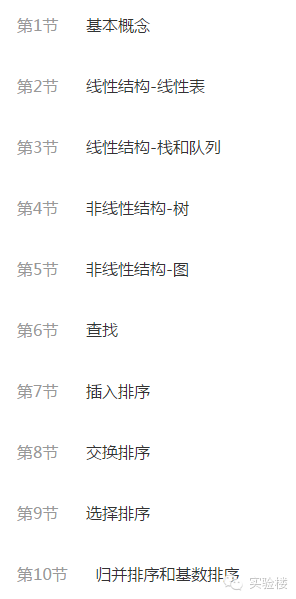 第1节 基本概念
第2节 线性结构-线性表
第3节 线性结构-栈和队列
第4节 非线性结构-树
第5节 非线性结构-图
第6节 查找
第7节 插入排序
第8节 交换排序
第9节 选择排序
第10节 归并排序和基数排序
实验楼